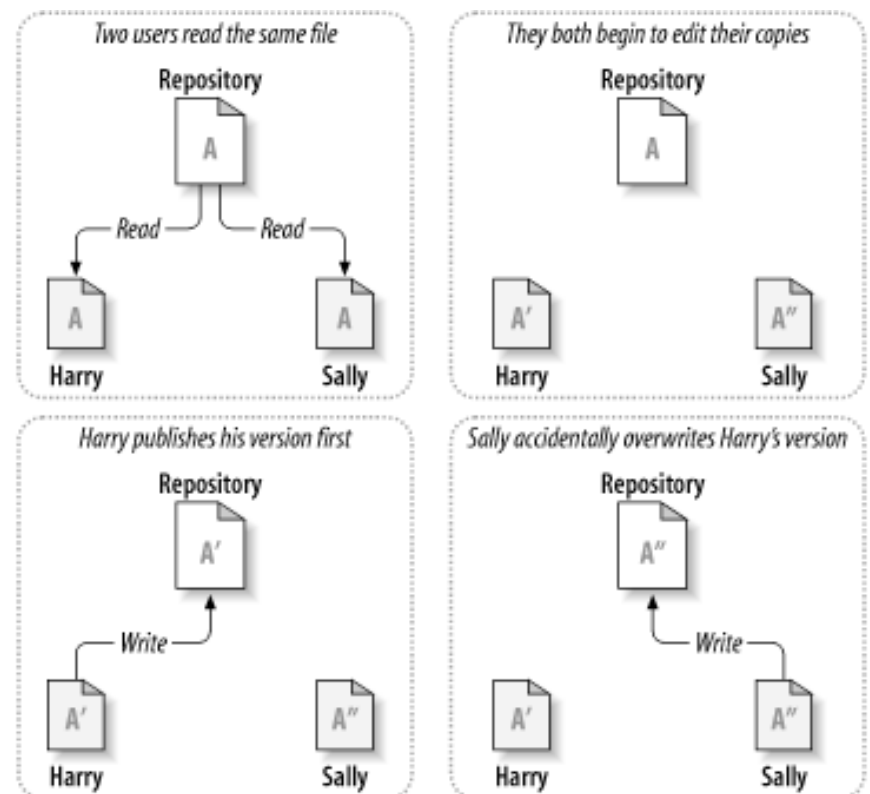 Two users read the same file
Repository
A
Read
Read
A
A
Harry
Sally
They both begin to edit their copies
Repository
A
A′
A″
Harry
Sally
Harry publishes his version first
Repository
A′
Write
A′
A″
Harry
Sally
Sally accidentally overwrites Harry's version
Repository
A″
Write
A′
A″
Harry
Sally